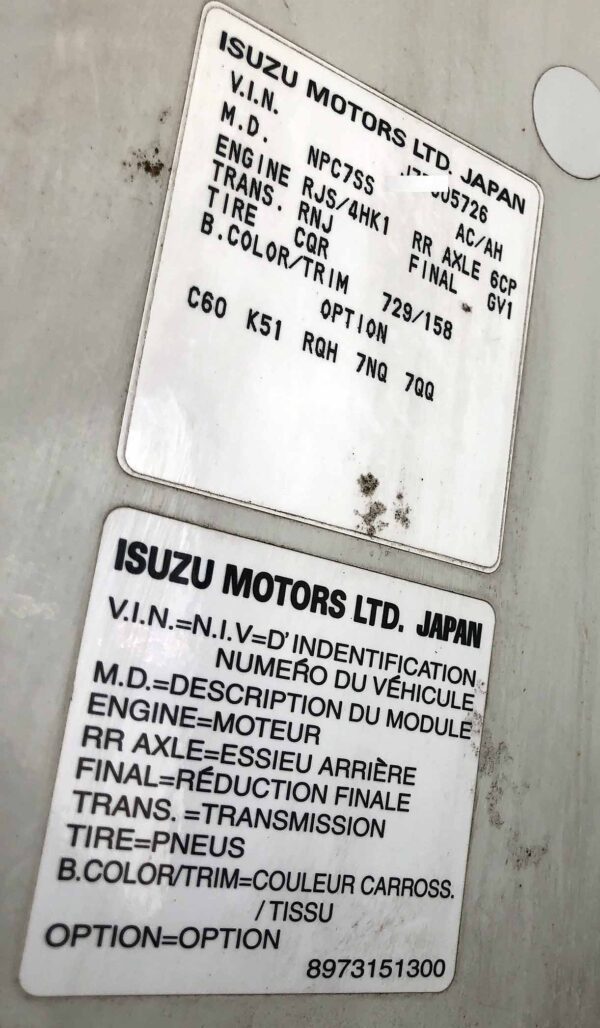 ISUZU MOTORS LTD. JAPAN
V.I.N.
M.D. NPC7SS AC/AH
ENGINE RJS/4HK1 RR AXLE 6CP
TRANS. RNJ FINAL GV1
TIRE CQR
B.COLOR/TRIM 729/158
OPTION
C60 K51 RQH 7NQ 7QQ
ISUZU MOTORS LTD. JAPAN
V.I.N.=N.I.V=D'INDENTIFICATION
NUMERO DU VÉHICULE
M.D.=DESCRIPTION DU MODULE
ENGINE=MOTEUR
RR AXLE=ESSIEU ARRIÈRE
FINAL=RÉDUCTION FINALE
TRANS.=TRANSMISSION
TIRE=PNEUS
B.COLOR/TRIM=COULEUR CARROSS.
/TISSU
OPTION=OPTION
8973151300